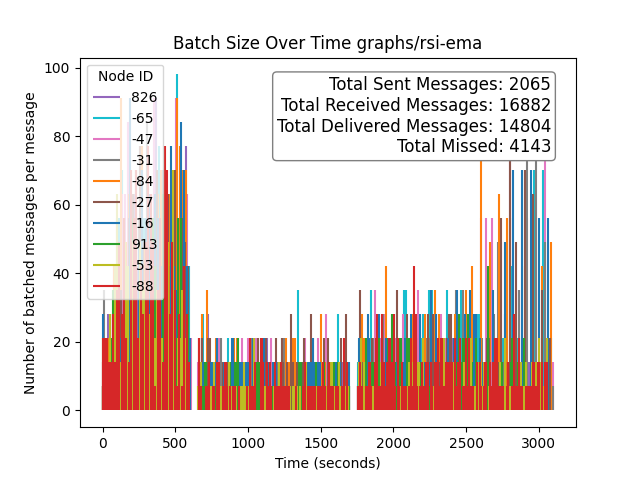 Batch Size Over Time graphs/rsi-ema
Number of batched messages per message
100
80
60
40
20
0
Node ID
826
-65
-47
-31
-84
-27
-16
913
-53
-88
Total Sent Messages: 2065
Total Received Messages: 16882
Total Delivered Messages: 14804
Total Missed: 4143
0
500
1000
1500
2000
2500
3000
Time (seconds)